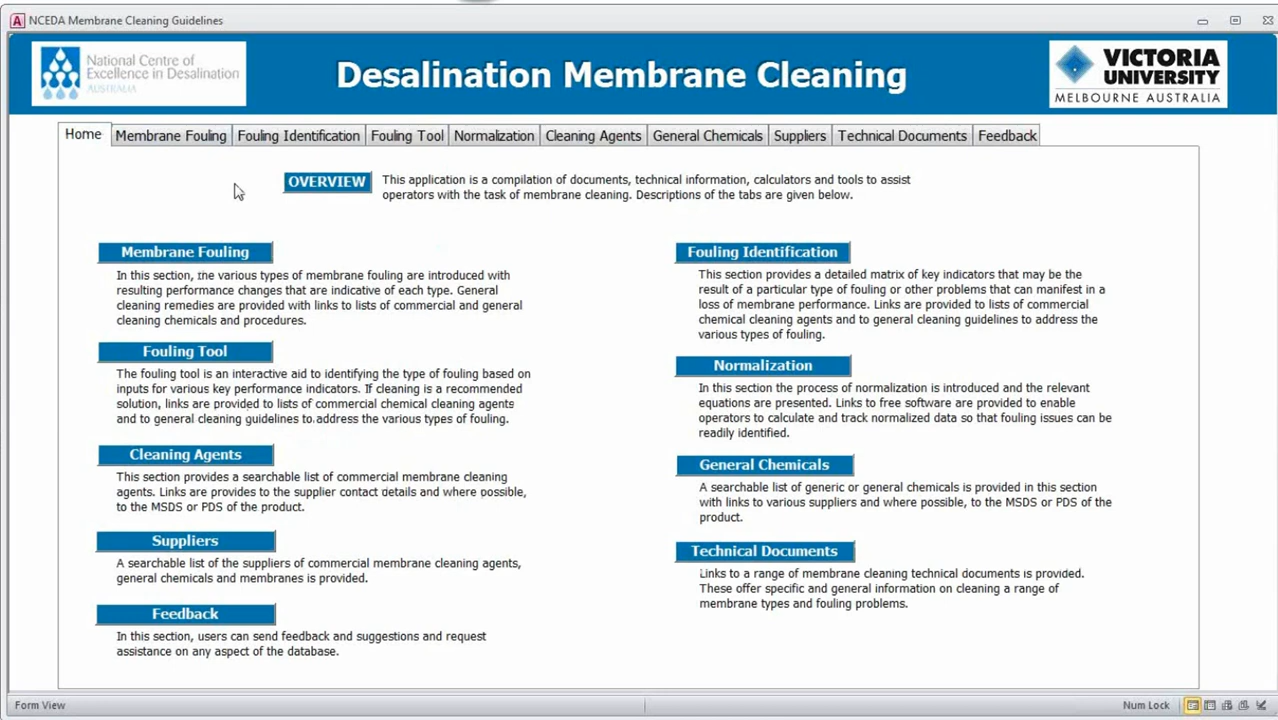 NCEDA Membrane Cleaning Guidelines
National Centre of
Excellence in Desalination
AUSTRALIA
Desalination Membrane Cleaning
VICTORIA
UNIVERSITY
MELBOURNE AUSTRALIA
Home Membrane Fouling Fouling Identification Fouling Tool Normalization Cleaning Agents General Chemicals Suppliers Technical Documents Feedback
OVERVIEW
This application is a compilation of documents, technical information, calculators and tools to assist
operators with the task of membrane cleaning. Descriptions of the tabs are given below.
Membrane Fouling
In this section, the various types of membrane fouling are introduced with
resulting performance changes that are indicative of each type. General
cleaning remedies are provided with links to lists of commercial and general
cleaning chemicals and procedures.
Fouling Identification
This section provides a detailed matrix of key indicators that may be the
result of a particular type of fouling or other problems that can manifest in a
loss of membrane performance. Links are provided to lists of commercial
chemical cleaning agents and to general cleaning guidelines to address the
various types of fouling.
Fouling Tool
The fouling tool is an interactive aid to identifying the type of fouling based on
inputs for various key performance indicators. If cleaning is a recommended
solution, links are provided to lists of commercial chemical cleaning agents
and to general cleaning guidelines to address the various types of fouling.
Normalization
In this section the process of normalization is introduced and the relevant
equations are presented. Links to free software are provided to enable
operators to calculate and track normalized data so that fouling issues can be
readily identified.
Cleaning Agents
This section provides a searchable list of commercial membrane cleaning
agents. Links are provides to the supplier contact details and where possible,
to the MSDS or PDS of the product.
General Chemicals
A searchable list of generic or general chemicals is provided in this section
with links to various suppliers and where possible, to the MSDS or PDS of the
product.
Suppliers
A searchable list of the suppliers of commercial membrane cleaning agents,
general chemicals and membranes is provided.
Technical Documents
Links to a range of membrane cleaning technical documents is provided.
These offer specific and general information on cleaning a range of
membrane types and fouling problems.
Feedback
In this section, users can send feedback and suggestions and request
assistance on any aspect of the database.
Form View
Num Lock